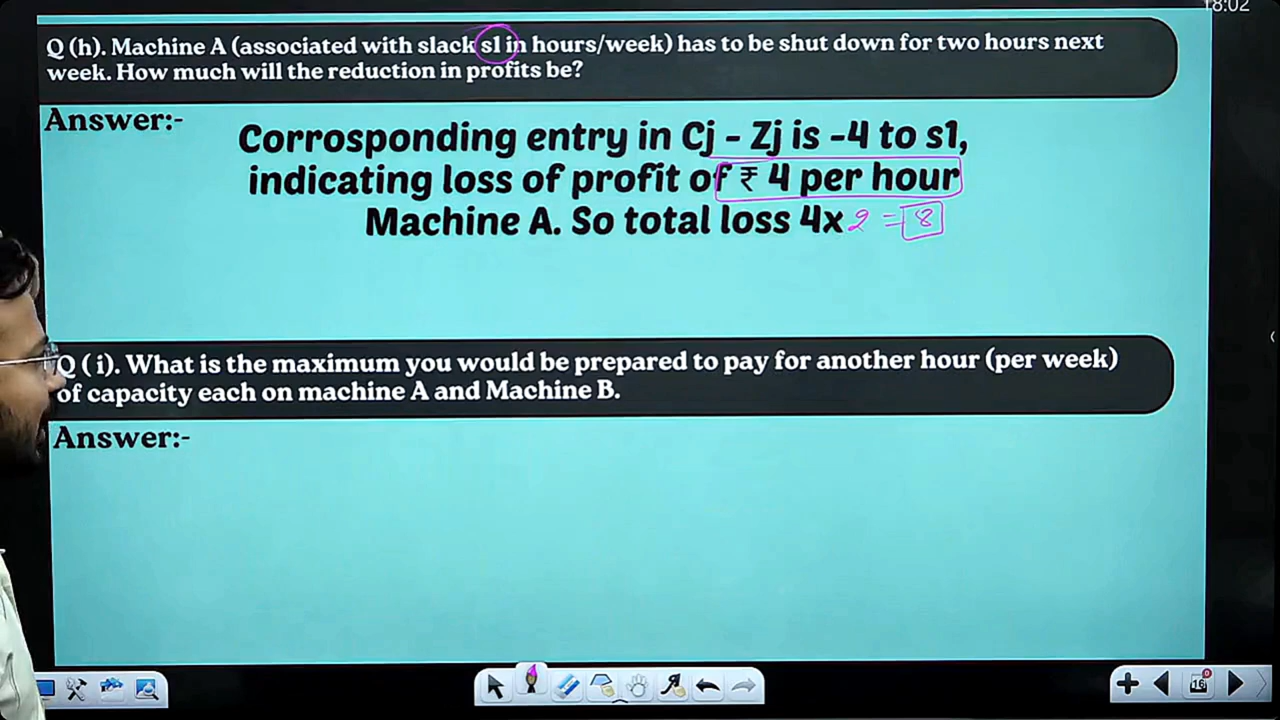 18:02
Q (h). Machine A (associated with slack s1 in hours/week) has to be shut down for two hours next
week. How much will the reduction in profits be?
Answer:-
Corrosponding entry in Cj - Zj is -4 to s1,
indicating loss of profit of ₹ 4 per hour
Machine A. So total loss 4x 2 = 8
Q ( i). What is the maximum you would be prepared to pay for another hour (per week)
of capacity each on machine A and Machine B.
Answer:-
16